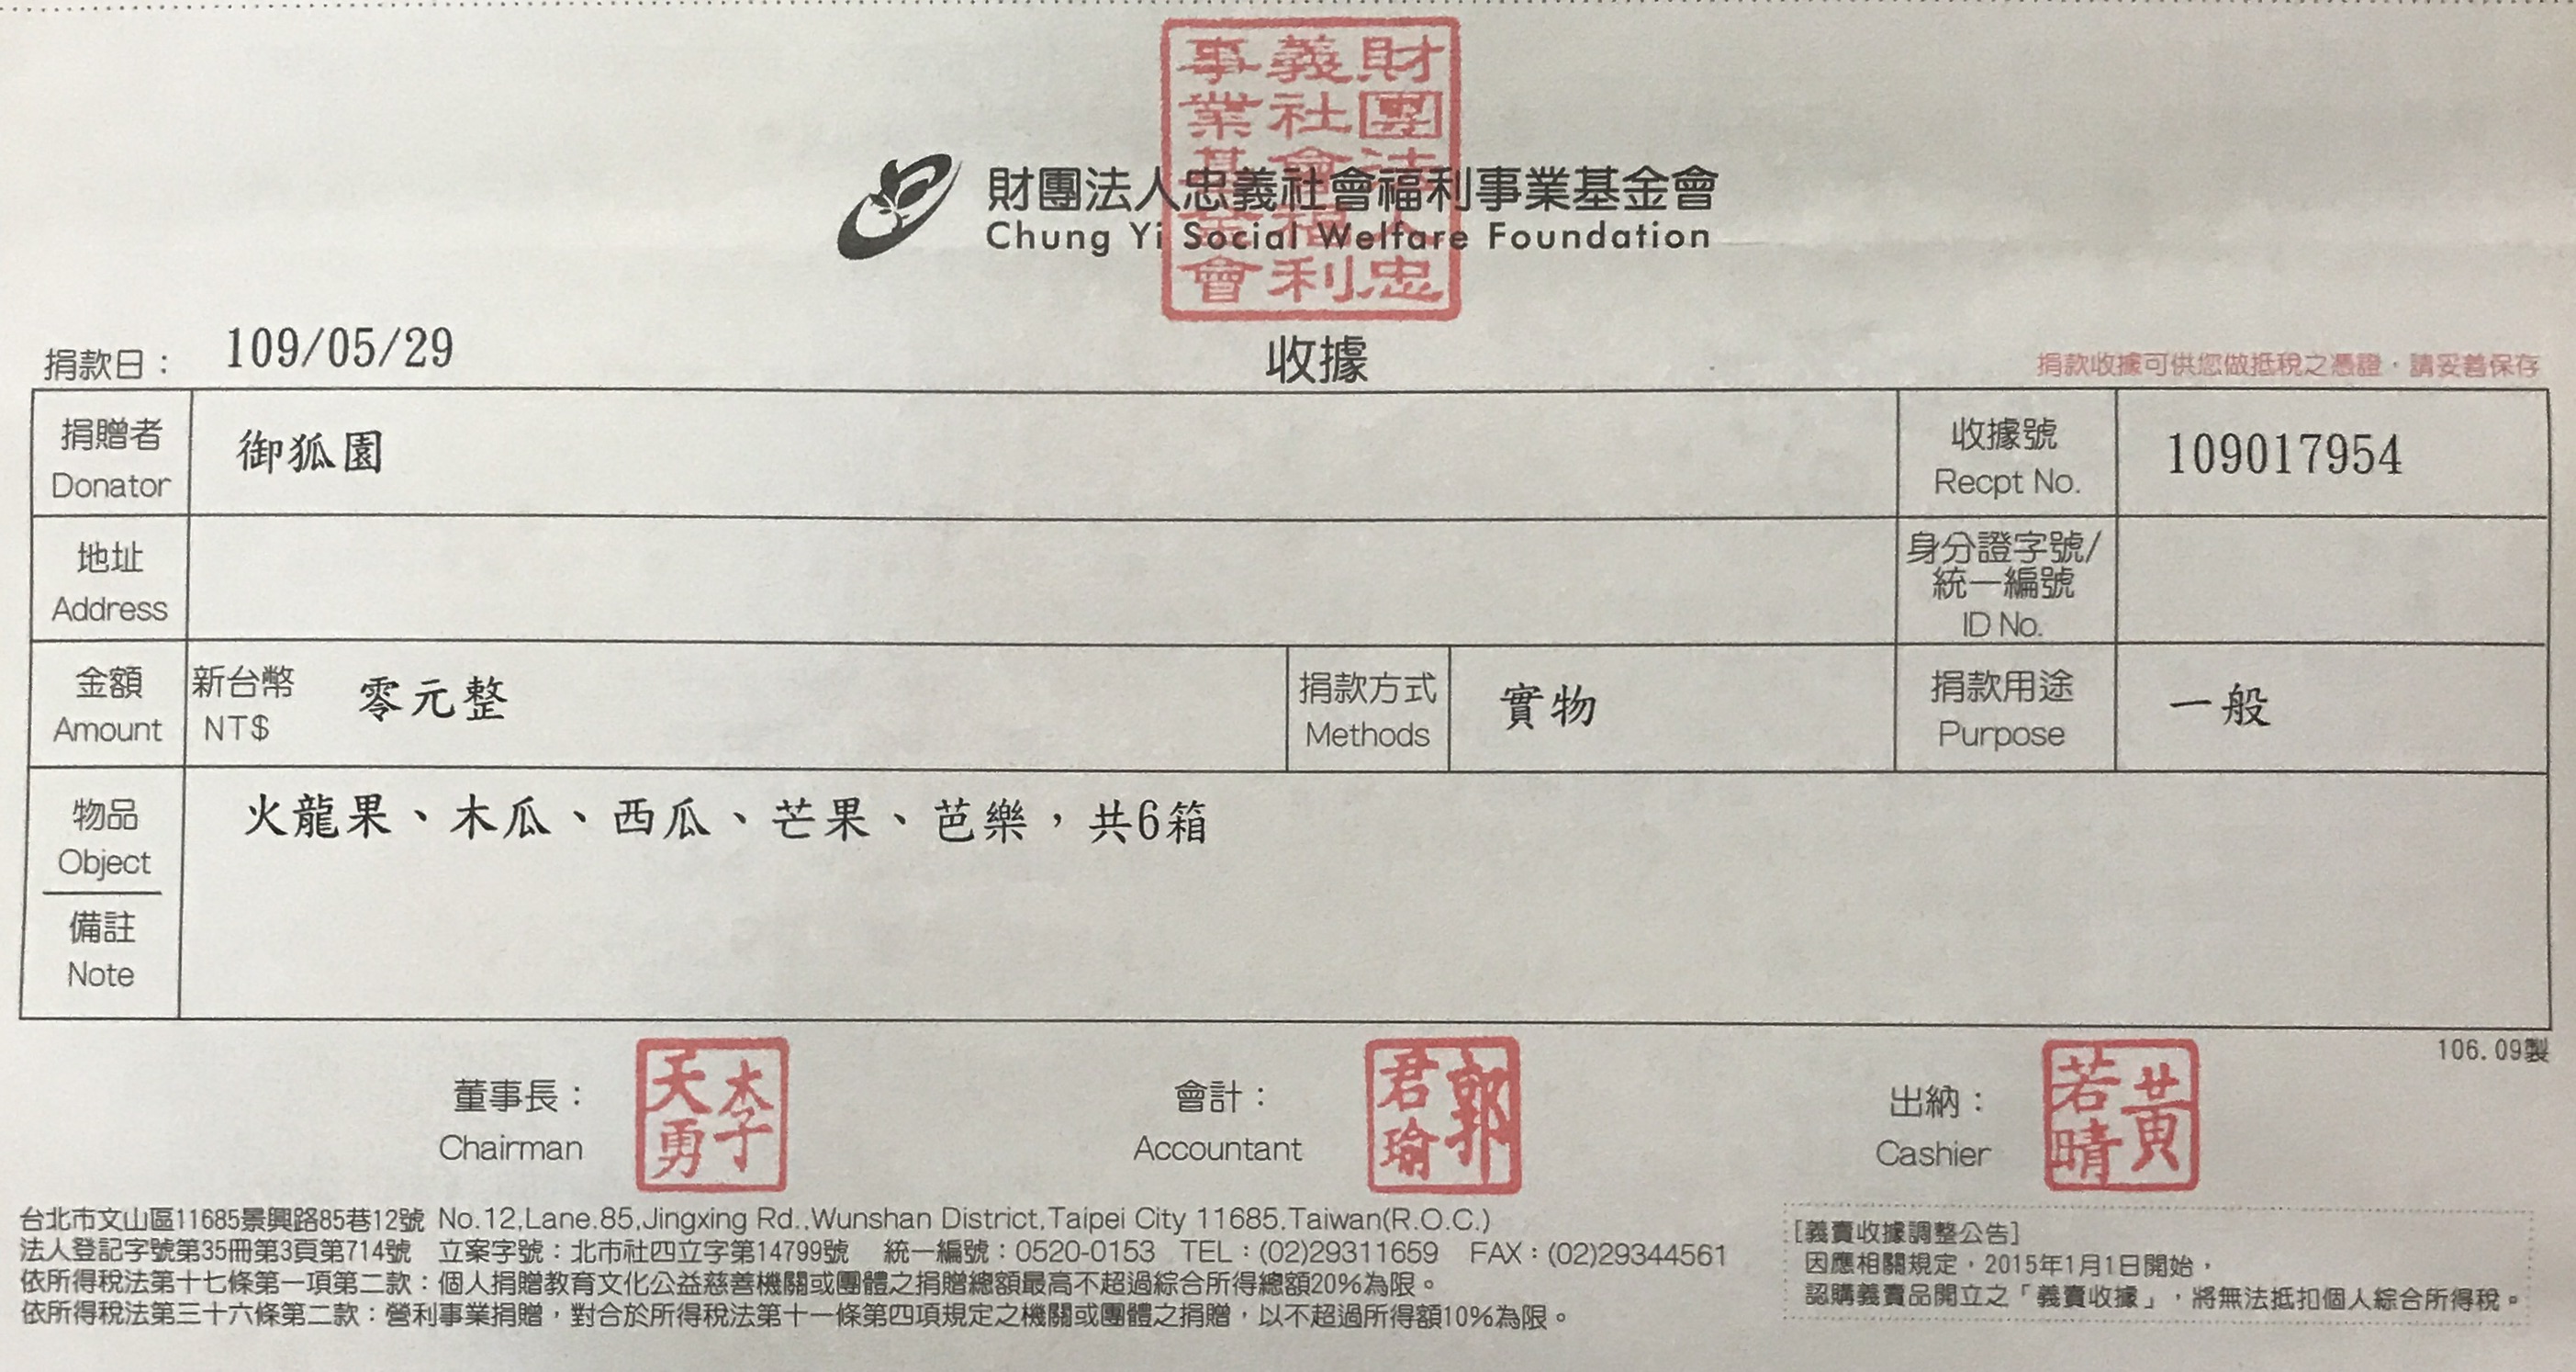 財團法人忠義社會福利事業基金會
財團法人忠義社會福利事業基金會
Chung Yi Social Welfare Foundation
捐款日：
109/05/29
收據
捐款收據可供您做抵稅之憑證，請妥善保存
捐贈者
Donator
御狐園
收據號
Recpt No.
109017954
地址
Address
身分證字號/
統一編號
ID No.
金額
Amount
新台幣
NT$
零元整
捐款方式
Methods
實物
捐款用途
Purpose
一般
物品
Object
火龍果、木瓜、西瓜、芒果、芭樂，共6箱
備註
Note
106.09製
董事長：
Chairman
李天勇
會計：
Accountant
郭君瑜
出納：
Cashier
黃若晴
台北市文山區11685景興路85巷12號 No.12,Lane.85,Jingxing Rd.,Wunshan District,Taipei City 11685.Taiwan(R.O.C.)
法人登記字號第35冊第3頁第714號 立案字號：北市社四立字第14799號 統一編號：0520-0153 TEL：(02)29311659 FAX：(02)29344561
依所得稅法第十七條第一項第二款：個人捐贈教育文化公益慈善機關或團體之捐贈總額最高不超過綜合所得總額20%為限。
依所得稅法第三十六條第二款：營利事業捐贈，對合於所得稅法第十一條第四項規定之機關或團體之捐贈，以不超過所得額10%為限。
[義賣收據調整公告]
因應相關規定，2015年1月1日開始，
認購義賣品開立之「義賣收據」，將無法抵扣個人綜合所得稅。